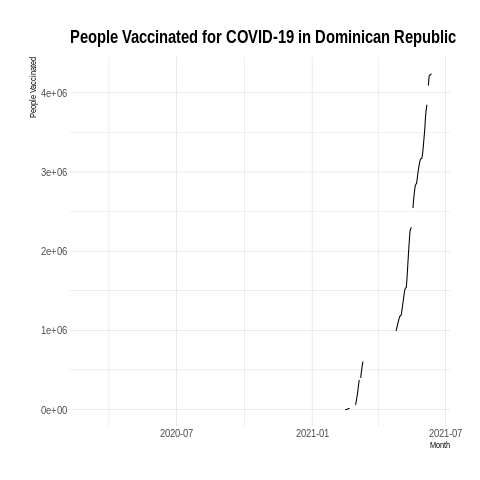 People Vaccinated for COVID-19 in Dominican Republic
People Vaccinated
4e+06
3e+06
2e+06
1e+06
0e+00
2020-07
2021-01
2021-07
Month